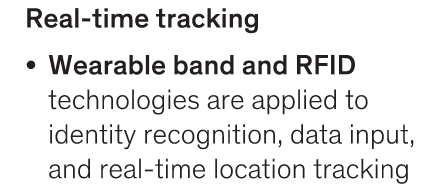 Real-time tracking
• Wearable band and RFID
technologies are applied to
identity recognition, data input,
and real-time location tracking